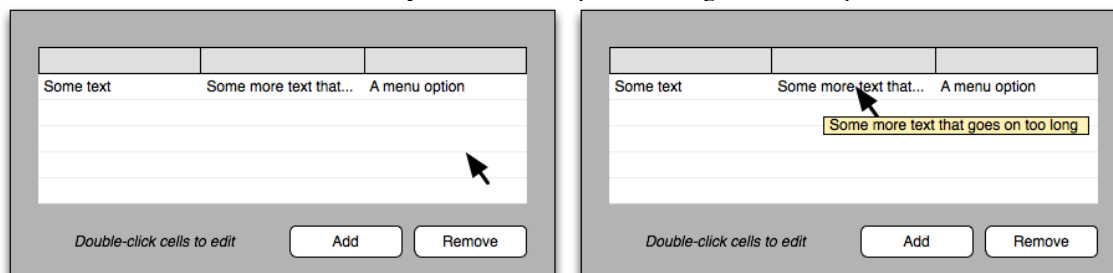 Some text Some more text that... A menu option
Double-click cells to edit Add Remove
Some text Some more text that... A menu option
Some more text that goes on too long
Double-click cells to edit Add Remove